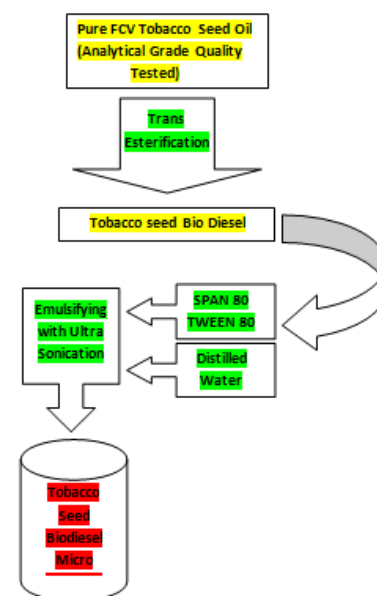 Pure FCV Tobacco Seed Oil
(Analytical Grade Quality
Tested)
Trans
Esterification
Tobacco seed Bio Diesel
SPAN 80
TWEEN 80
Emulsifying
with Ultra
Sonication
Distilled
Water
Tobacco
Seed
Biodiesel
Micro